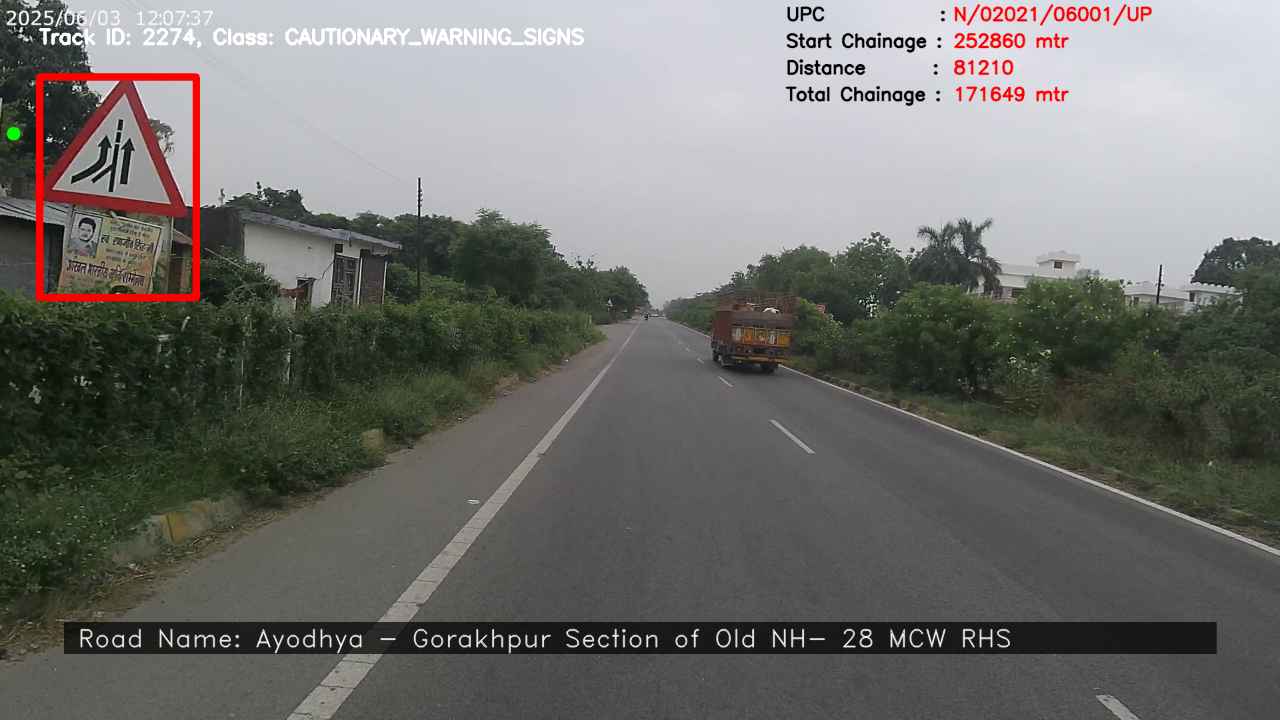 2025/06/03 12:07:37
Track ID: 2274, Class: CAUTIONARY_WARNING_SIGNS
UPC : N/02021/06001/UP
Start Chainage : 252860 mtr
Distance : 81210
Total Chainage : 171649 mtr
स्व रणजीत सिंह जी
Road Name: Ayodhya - Gorakhpur Section of Old NH- 28 MCW RHS